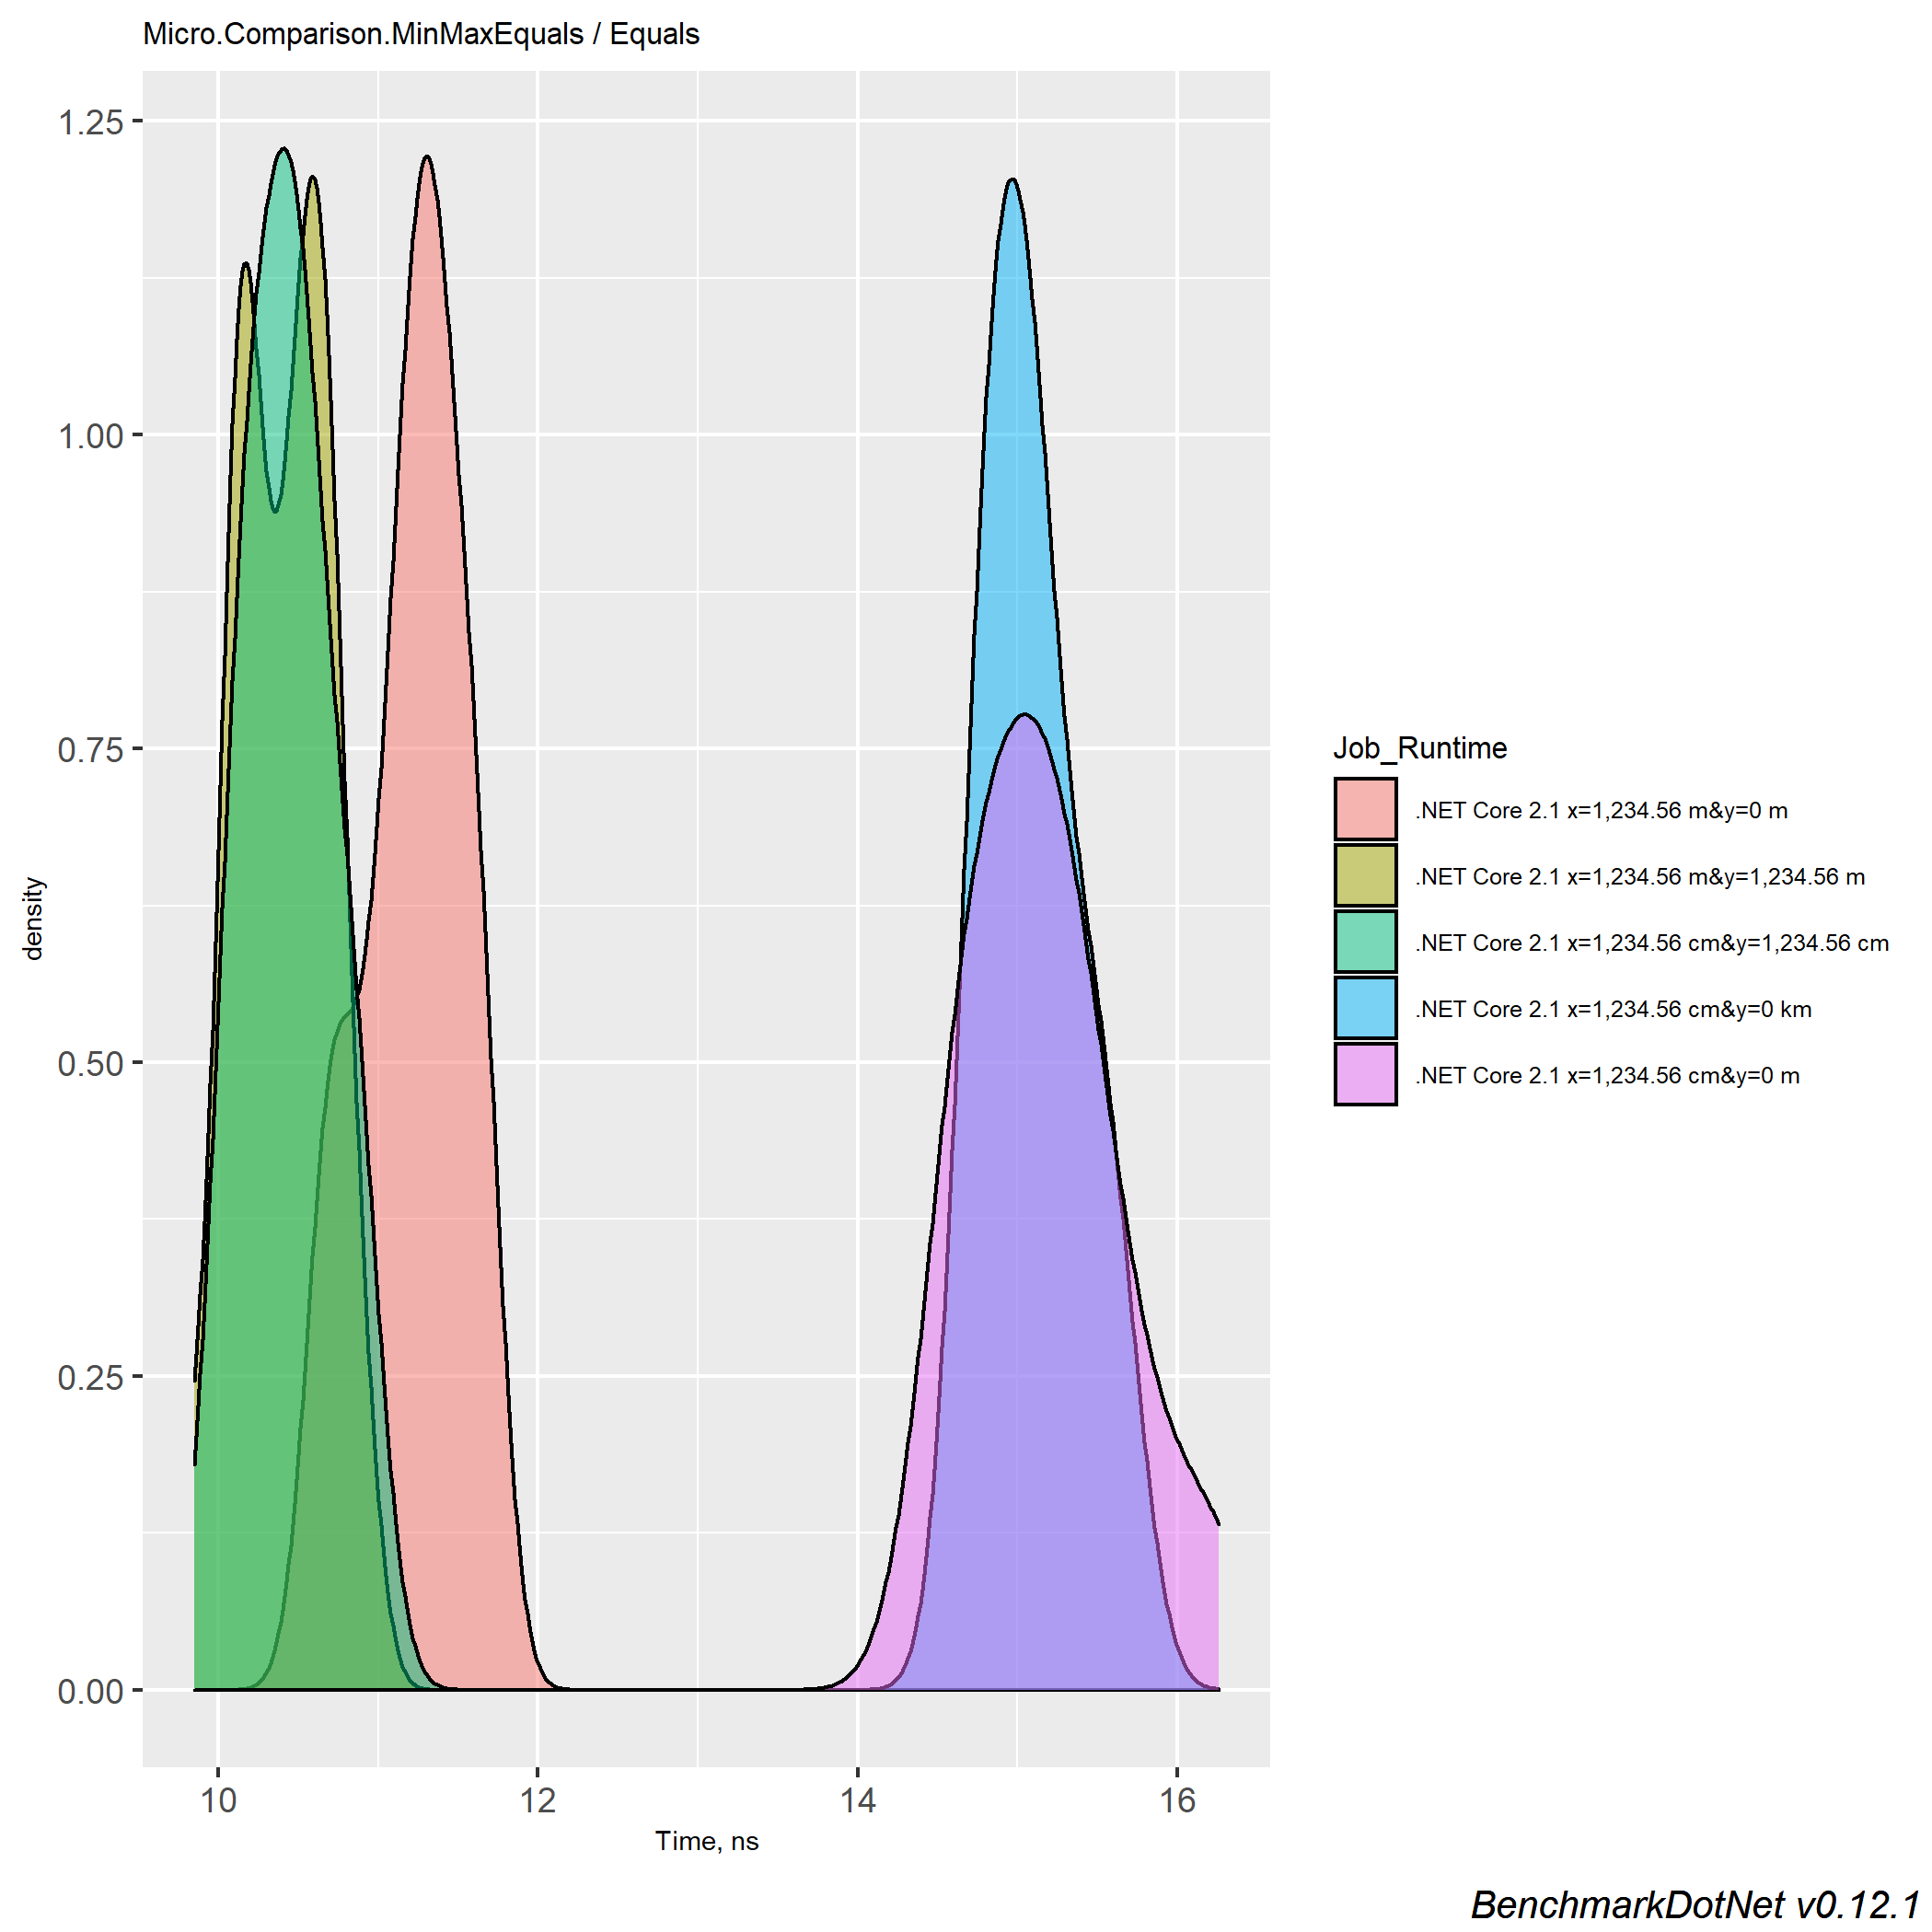 Micro.Comparison.MinMaxEquals / Equals
1.25
1.00
0.75
0.50
0.25
0.00
density
10 12 14 16
Time, ns
Job_Runtime
.NET Core 2.1 x=1,234.56 m&y=0 m
.NET Core 2.1 x=1,234.56 m&y=1,234.56 m
.NET Core 2.1 x=1,234.56 cm&y=1,234.56 cm
.NET Core 2.1 x=1,234.56 cm&y=0 km
.NET Core 2.1 x=1,234.56 cm&y=0 m
BenchmarkDotNet v0.12.1